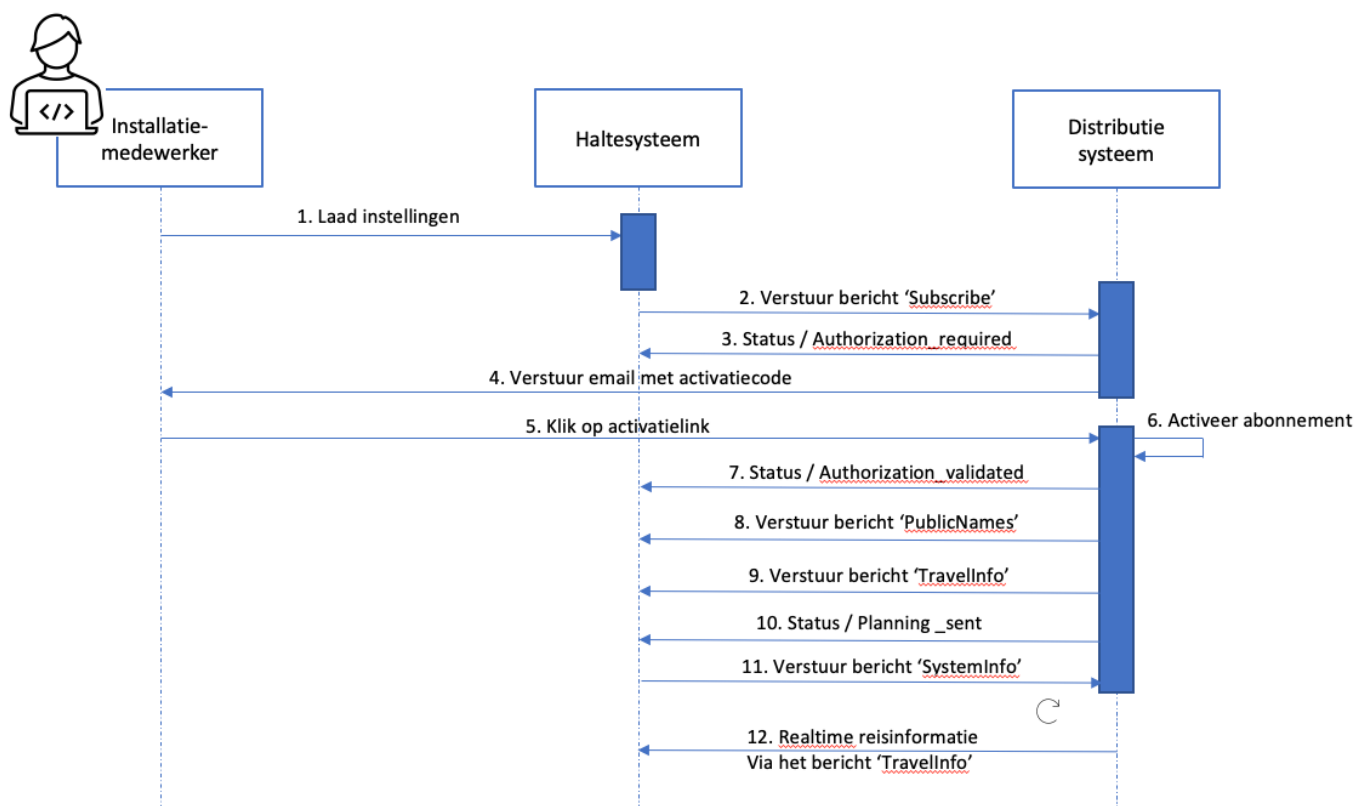 </>
Installatie-
medewerker
Haltesysteem
Distributie
systeem
1. Laad instellingen
2. Verstuur bericht ‘Subscribe’
3. Status / Authorization_required
4. Verstuur email met activatiecode
5. Klik op activatielink
6. Activeer abonnement
7. Status / Authorization_validated
8. Verstuur bericht ‘PublicNames’
9. Verstuur bericht ‘TravelInfo’
10. Status / Planning _sent
11. Verstuur bericht ‘SystemInfo’
12. Realtime reisinformatie
Via het bericht ‘TravelInfo’